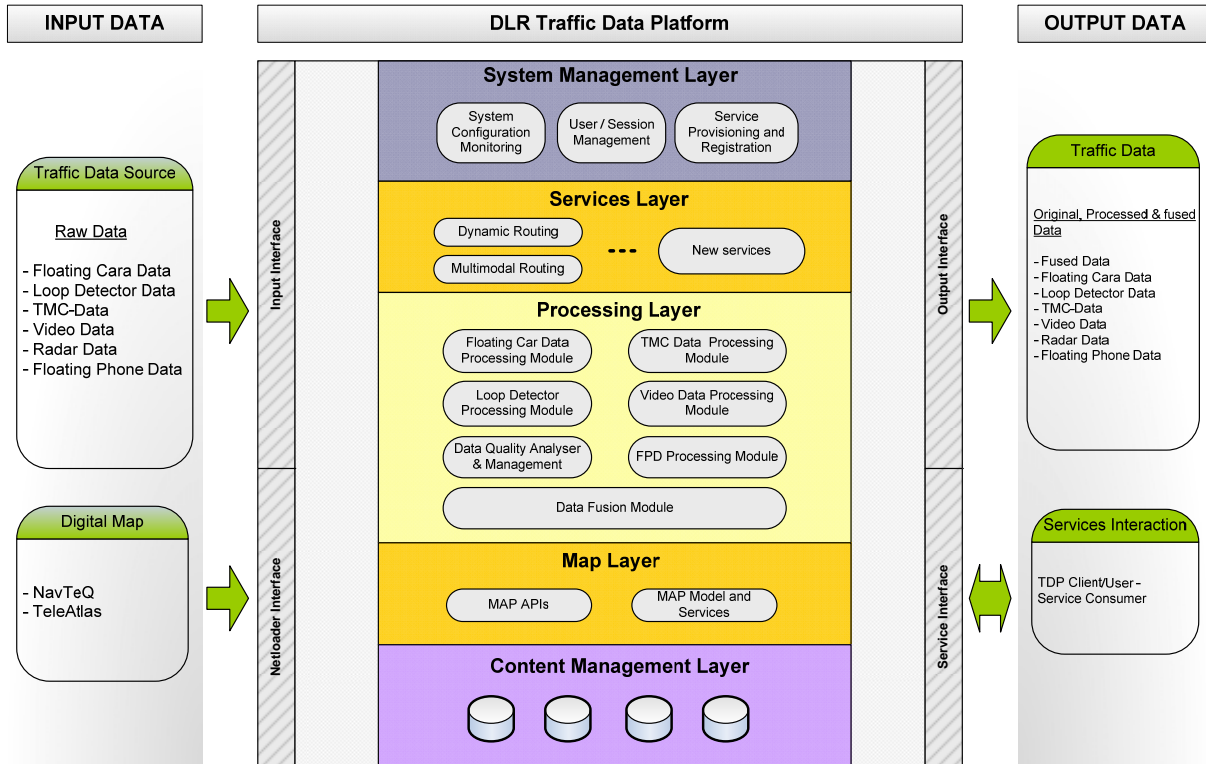 INPUT DATA
DLR Traffic Data Platform
OUTPUT DATA
Traffic Data Source
Raw Data
- Floating Cara Data
- Loop Detector Data
- TMC-Data
- Video Data
- Radar Data
- Floating Phone Data
Digital Map
- NavTeQ
- TeleAtlas
Input Interface
Netloader Interface
System Management Layer
System
Configuration
Monitoring
User / Session
Management
Service
Provisioning and
Registration
Services Layer
Dynamic Routing
Multimodal Routing
New services
Processing Layer
Floating Car Data
Processing Module
TMC Data Processing
Module
Loop Detector
Processing Module
Video Data Processing
Module
Data Quality Analyser
& Management
FPD Processing Module
Data Fusion Module
Map Layer
MAP APIs
MAP Model and
Services
Content Management Layer
Output Interface
Service Interface
Traffic Data
Original, Processed & fused
Data
- Fused Data
- Floating Cara Data
- Loop Detector Data
- TMC-Data
- Video Data
- Radar Data
- Floating Phone Data
Services Interaction
TDP Client/User -
Service Consumer